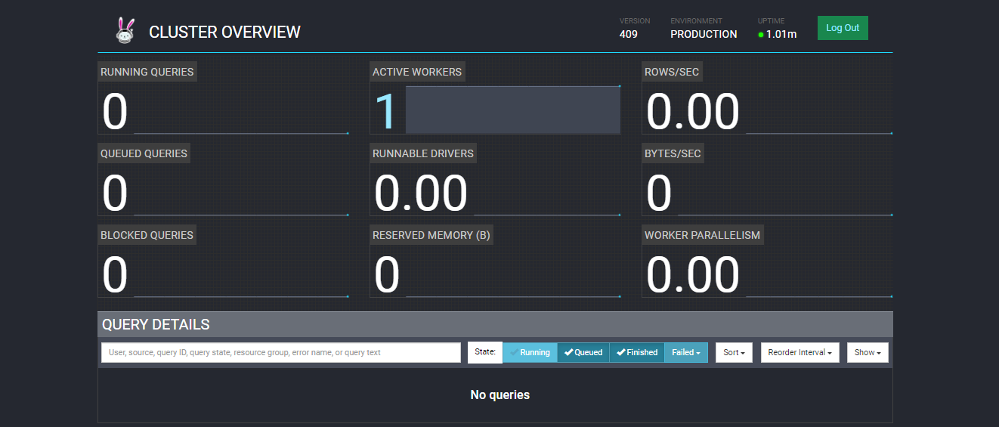 CLUSTER OVERVIEW
VERSION
409
ENVIRONMENT
PRODUCTION
UPTIME
1.01m
Log Out
RUNNING QUERIES
0
ACTIVE WORKERS
1
ROWS/SEC
0.00
QUEUED QUERIES
0
RUNNABLE DRIVERS
0.00
BYTES/SEC
0
BLOCKED QUERIES
0
RESERVED MEMORY (B)
0
WORKER PARALLELISM
0.00
QUERY DETAILS
User, source, query ID, query state, resource group, error name, or query text
State:
Running
Queued
Finished
Failed
Sort
Reorder Interval
Show
No queries